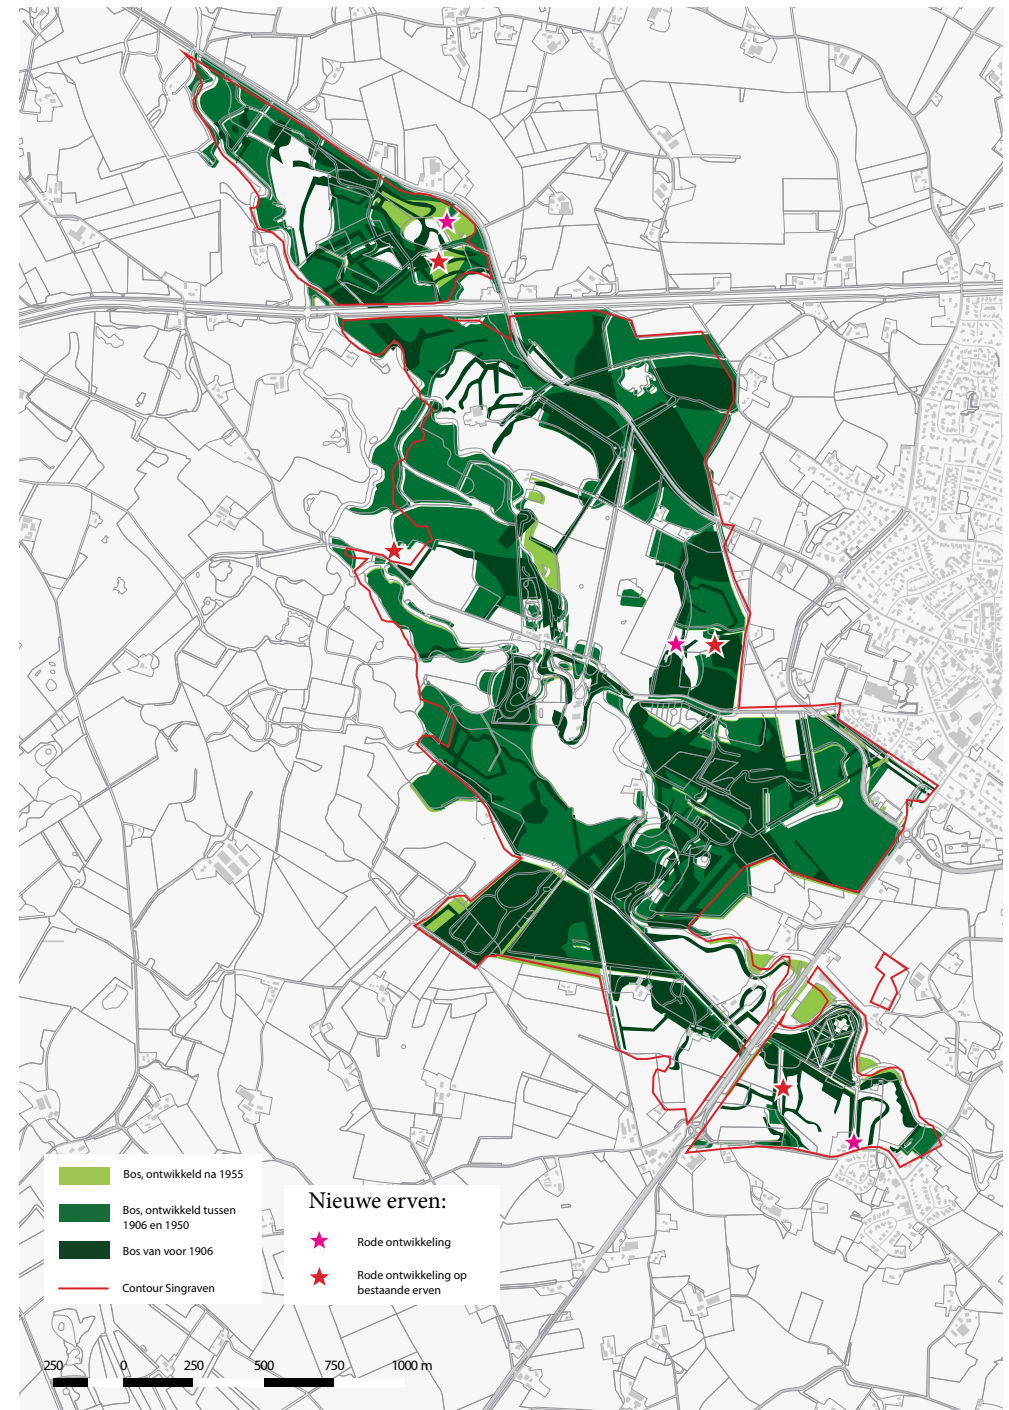 Bos, ontwikkeld na 1955
Bos, ontwikkeld tussen
1906 en 1950
Bos van voor 1906
Contour Singraven
Nieuwe erven:
Rode ontwikkeling
Rode ontwikkeling op
bestaande erven
250 0 250 500 750 1000 m